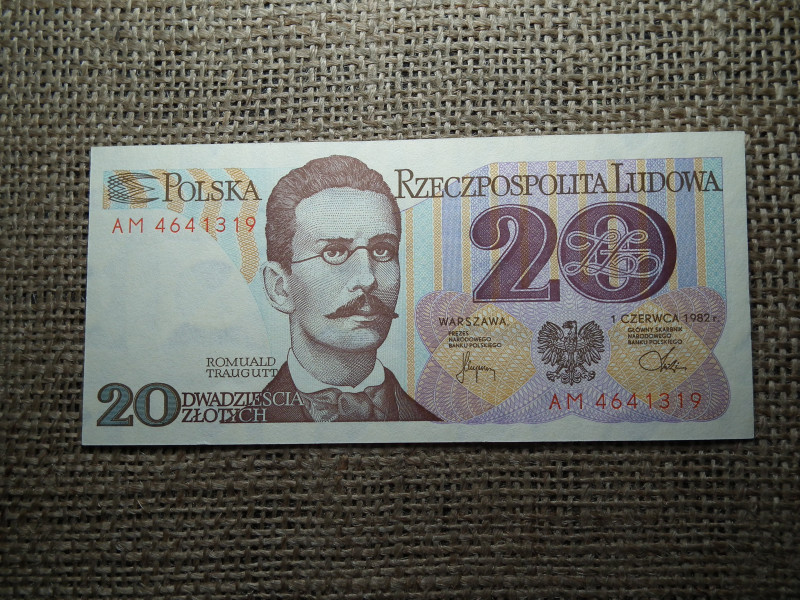 POLSKA
RZECZPOSPOLITA LUDOWA
AM 4641319
20
WARSZAWA
1 CZERWCA 1982 r.
PREZES
NARODOWEGO
BANKU POLSKIEGO
GŁÓWNY SKARBNIK
NARODOWEGO
BANKU POLSKIEGO
ROMUALD
TRAUGUTT
20 DWADZIEŚCIA
ZŁOTYCH
AM 4641319